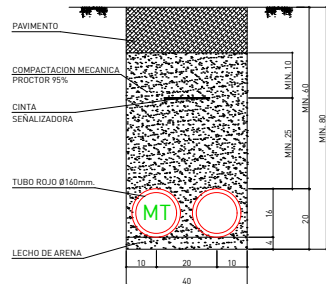 PAVIMENTO
COMPACTACION MECANICA
PROCTOR 95%
CINTA
SEÑALIZADORA
TUBO ROJO Ø160mm.
MT
LECHO DE ARENA
MIN. 10
MIN. 25
MIN. 60
MIN. 80
16
4
20
10
20
10
40